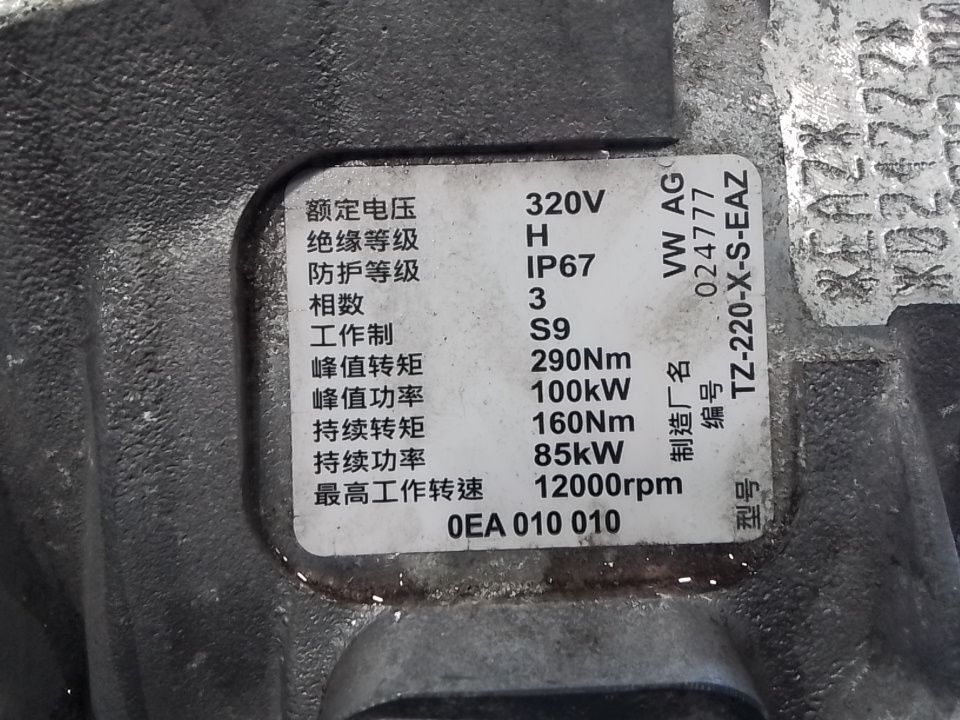 额定电压 320V
绝缘等级 H
防护等级 IP67
相数 3
工作制 S9
峰值转矩 290Nm
峰值功率 100kW
持续转矩 160Nm
持续功率 85kW
最高工作转速 12000rpm
0EA 010 010
制造厂名 VW AG
编号 024777
型号 TZ-220-X-S-EAZ
XEAZX
X024777X